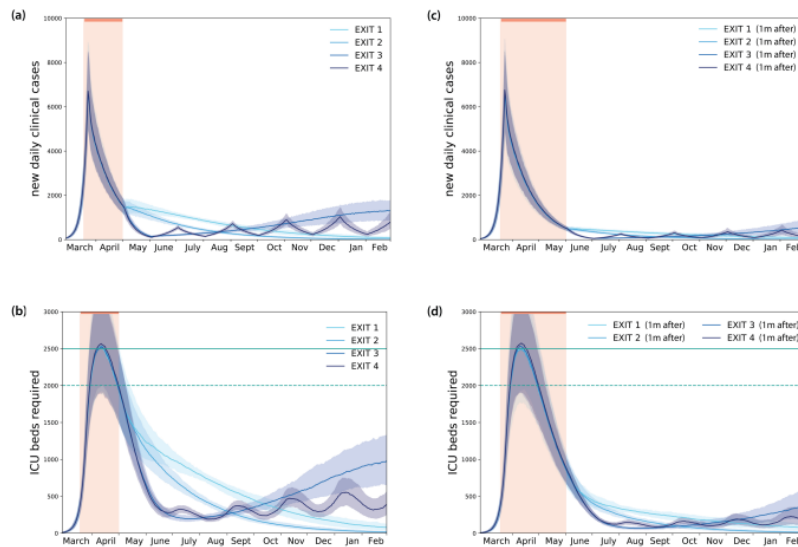 (a)
10000
8000
6000
4000
2000
0
new daily clinical cases
EXIT 1
EXIT 2
EXIT 3
EXIT 4
March April May June July Aug Sept Oct Nov Dec Jan Feb
(c)
10000
8000
6000
4000
2000
0
new daily clinical cases
EXIT 1 (1m after)
EXIT 2 (1m after)
EXIT 3 (1m after)
EXIT 4 (1m after)
March April May June July Aug Sept Oct Nov Dec Jan Feb
(b)
3000
2500
2000
1500
1000
500
0
ICU beds required
EXIT 1
EXIT 2
EXIT 3
EXIT 4
March April May June July Aug Sept Oct Nov Dec Jan Feb
(d)
3000
2500
2000
1500
1000
500
0
ICU beds required
EXIT 1 (1m after) EXIT 3 (1m after)
EXIT 2 (1m after) EXIT 4 (1m after)
March April May June July Aug Sept Oct Nov Dec Jan Feb